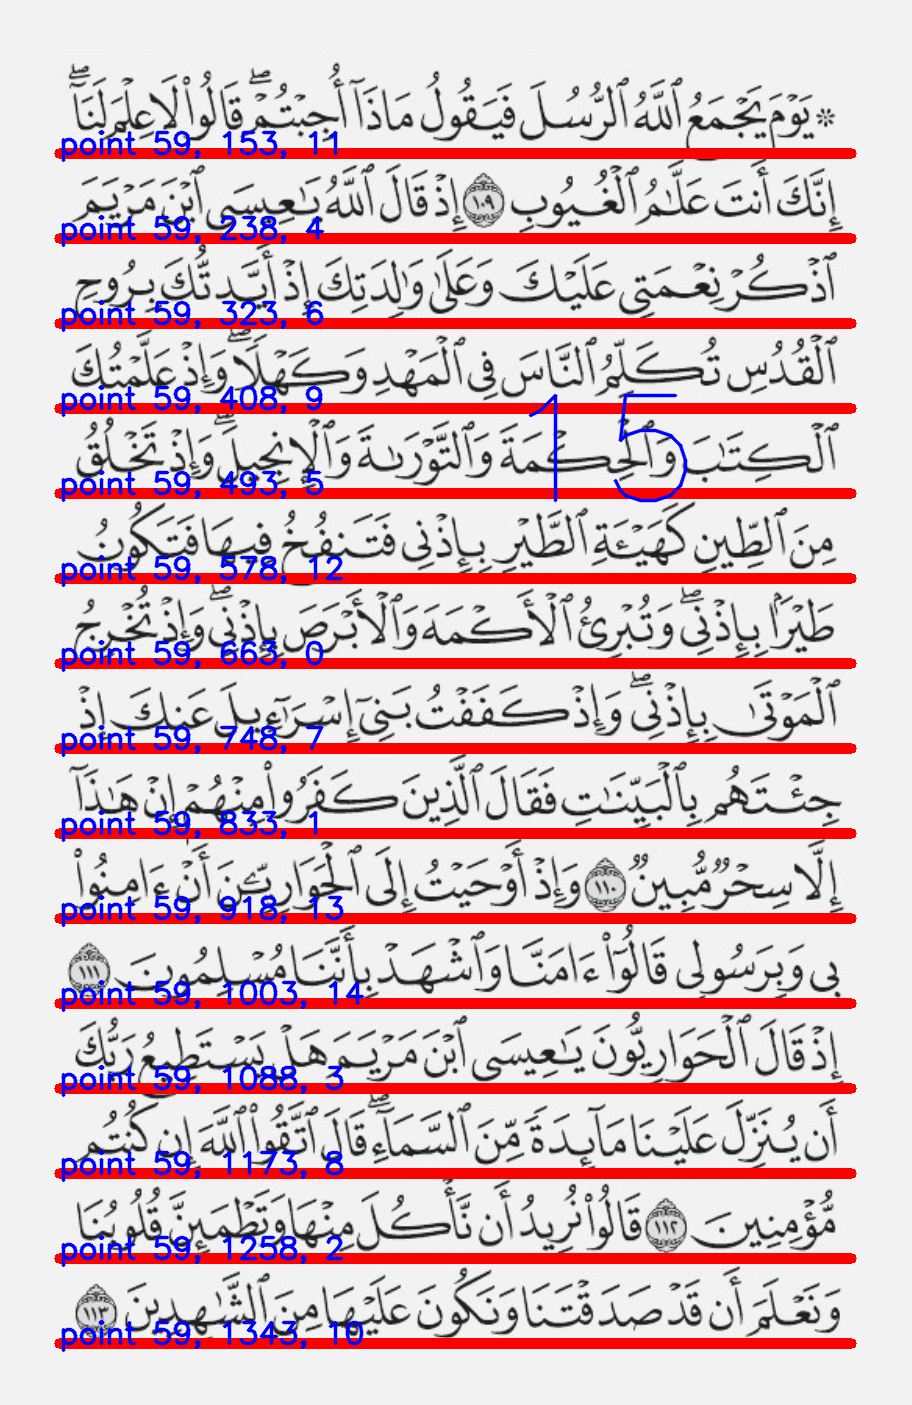 ۞ يَوْمَ يَجْمَعُ ٱللَّهُ ٱلرُّسُلَ فَيَقُولُ مَاذَآ أُجِبْتُمْۖ قَالُوا۟ لَا عِلْمَ لَنَآۖ
point 59, 153, 11
إِنَّكَ أَنتَ عَلَّٰمُ ٱلْغُيُوبِ ١٠٩ إِذْ قَالَ ٱللَّهُ يَٰعِيسَى ٱبْنَ مَرْيَمَ
point 59, 238, 4
ٱذْكُرْ نِعْمَتِى عَلَيْكَ وَعَلَىٰ وَٰلِدَتِكَ إِذْ أَيَّدتُّكَ بِرُوحِ
point 59, 323, 6
ٱلْقُدُسِ تُكَلِّمُ ٱلنَّاسَ فِى ٱلْمَهْدِ وَكَهْلًاۖ وَإِذْ عَلَّمْتُكَ
point 59, 408, 9
15
ٱلْكِتَٰبَ وَٱلْحِكْمَةَ وَٱلتَّوْرَىٰةَ وَٱلْإِنجِيلَۖ وَإِذْ تَخْلُقُ
point 59, 493, 5
مِنَ ٱلطِّينِ كَهَيْـَٔةِ ٱلطَّيْرِ بِإِذْنِى فَتَنفُخُ فِيهَا فَتَكُونُ
point 59, 578, 12
طَيْرًۢا بِإِذْنِىۖ وَتُبْرِئُ ٱلْأَكْمَهَ وَٱلْأَبْرَصَ بِإِذْنِىۖ وَإِذْ تُخْرِجُ
point 59, 663, 0
ٱلْمَوْتَىٰ بِإِذْنِىۖ وَإِذْ كَفَفْتُ بَنِىٓ إِسْرَٰٓءِيلَ عَنكَ إِذْ
point 59, 748, 7
جِئْتَهُم بِٱلْبَيِّنَٰتِ فَقَالَ ٱلَّذِينَ كَفَرُوا۟ مِنْهُمْ إِنْ هَٰذَآ
point 59, 833, 1
إِلَّا سِحْرٌ مُّبِينٌ ١١٠ وَإِذْ أَوْحَيْتُ إِلَى ٱلْحَوَارِيِّـۧنَ أَنْ ءَامِنُوا۟
point 59, 918, 13
بِى وَبِرَسُولِى قَالُوٓا۟ ءَامَنَّا وَٱشْهَدْ بِأَنَّنَا مُسْلِمُونَ ١١١
point 59, 1003, 14
إِذْ قَالَ ٱلْحَوَارِيُّونَ يَٰعِيسَى ٱبْنَ مَرْيَمَ هَلْ يَسْتَطِيعُ رَبُّكَ
point 59, 1088, 3
أَن يُنَزِّلَ عَلَيْنَا مَآئِدَةً مِّنَ ٱلسَّمَآءِۖ قَالَ ٱتَّقُوا۟ ٱللَّهَ إِن كُنتُم
point 59, 1173, 8
مُّؤْمِنِينَ ١١٢ قَالُوا۟ نُرِيدُ أَن نَّأْكُلَ مِنْهَا وَتَطْمَئِنَّ قُلُوبُنَا
point 59, 1258, 2
وَنَعْلَمَ أَن قَدْ صَدَقْتَنَا وَنَكُونَ عَلَيْهَا مِنَ ٱلشَّٰهِدِينَ ١١٣
point 59, 1343, 10